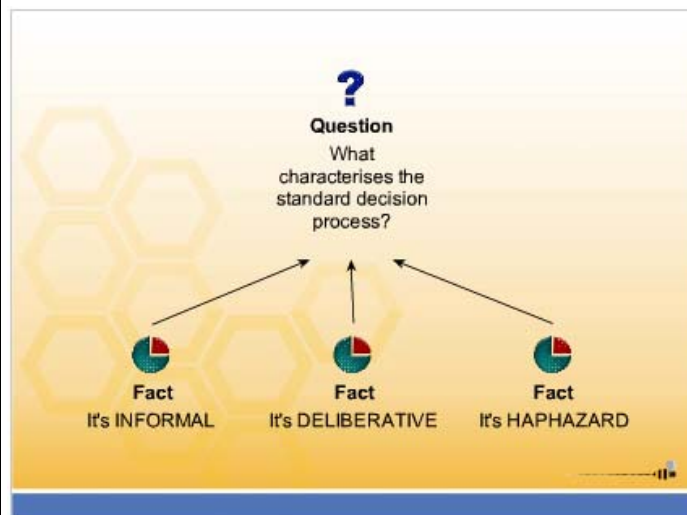 ?
Question
What
characterises the
standard decision
process?
Fact
It's INFORMAL
Fact
It's DELIBERATIVE
Fact
It's HAPHAZARD